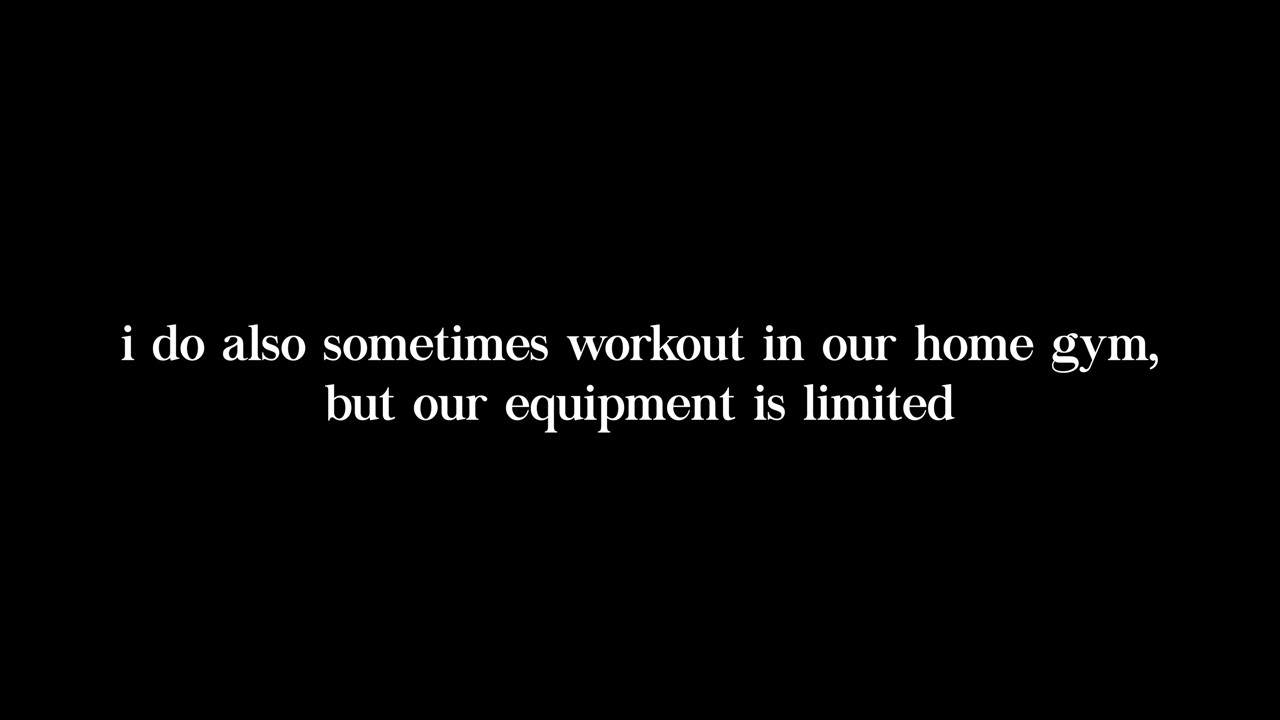 i do also sometimes workout in our home gym,
but our equipment is limited